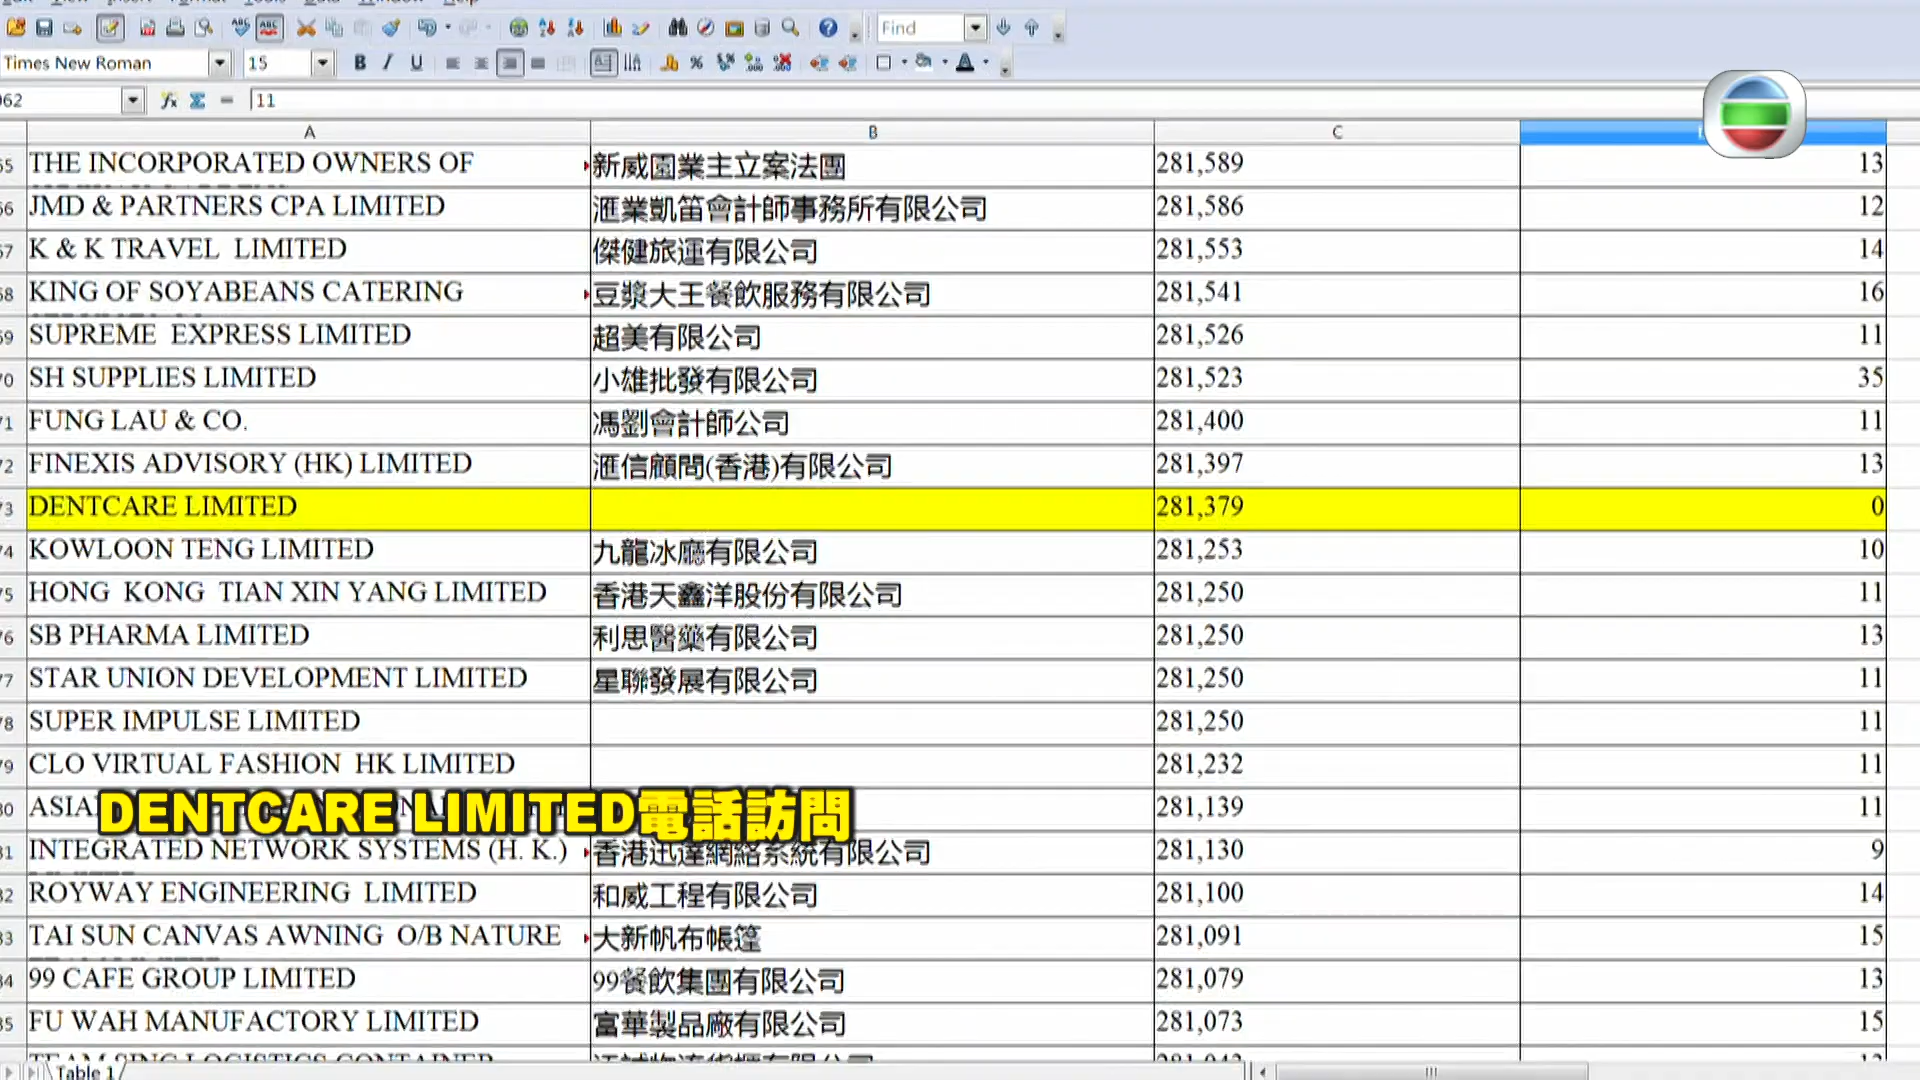 Find
Times New Roman 15 B I U
62 11
A B C
THE INCORPORATED OWNERS OF 新威園業主立案法團 281,589 13
JMD & PARTNERS CPA LIMITED 滙業凱笛會計師事務所有限公司 281,586 12
K & K TRAVEL LIMITED 傑健旅運有限公司 281,553 14
KING OF SOYABEANS CATERING 豆漿大王餐飲服務有限公司 281,541 16
SUPREME EXPRESS LIMITED 超美有限公司 281,526 11
SH SUPPLIES LIMITED 小雄批發有限公司 281,523 35
FUNG LAU & CO. 馮劉會計師公司 281,400 11
FINEXIS ADVISORY (HK) LIMITED 滙信顧問(香港)有限公司 281,397 13
DENTCARE LIMITED 281,379 0
KOWLOON TENG LIMITED 九龍冰廳有限公司 281,253 10
HONG KONG TIAN XIN YANG LIMITED 香港天鑫洋股份有限公司 281,250 11
SB PHARMA LIMITED 利思醫藥有限公司 281,250 13
STAR UNION DEVELOPMENT LIMITED 星聯發展有限公司 281,250 11
SUPER IMPULSE LIMITED 281,250 11
CLO VIRTUAL FASHION HK LIMITED 281,232 11
281,139 11
DENTCARE LIMITED電話訪問
INTEGRATED NETWORK SYSTEMS (H. K.) 香港迅達網絡系統有限公司 281,130 9
ROYWAY ENGINEERING LIMITED 和威工程有限公司 281,100 14
TAI SUN CANVAS AWNING O/B NATURE 大新帆布帳篷 281,091 15
99 CAFE GROUP LIMITED 99餐飲集團有限公司 281,079 13
FU WAH MANUFACTORY LIMITED 富華製品廠有限公司 281,073 15
Table 1